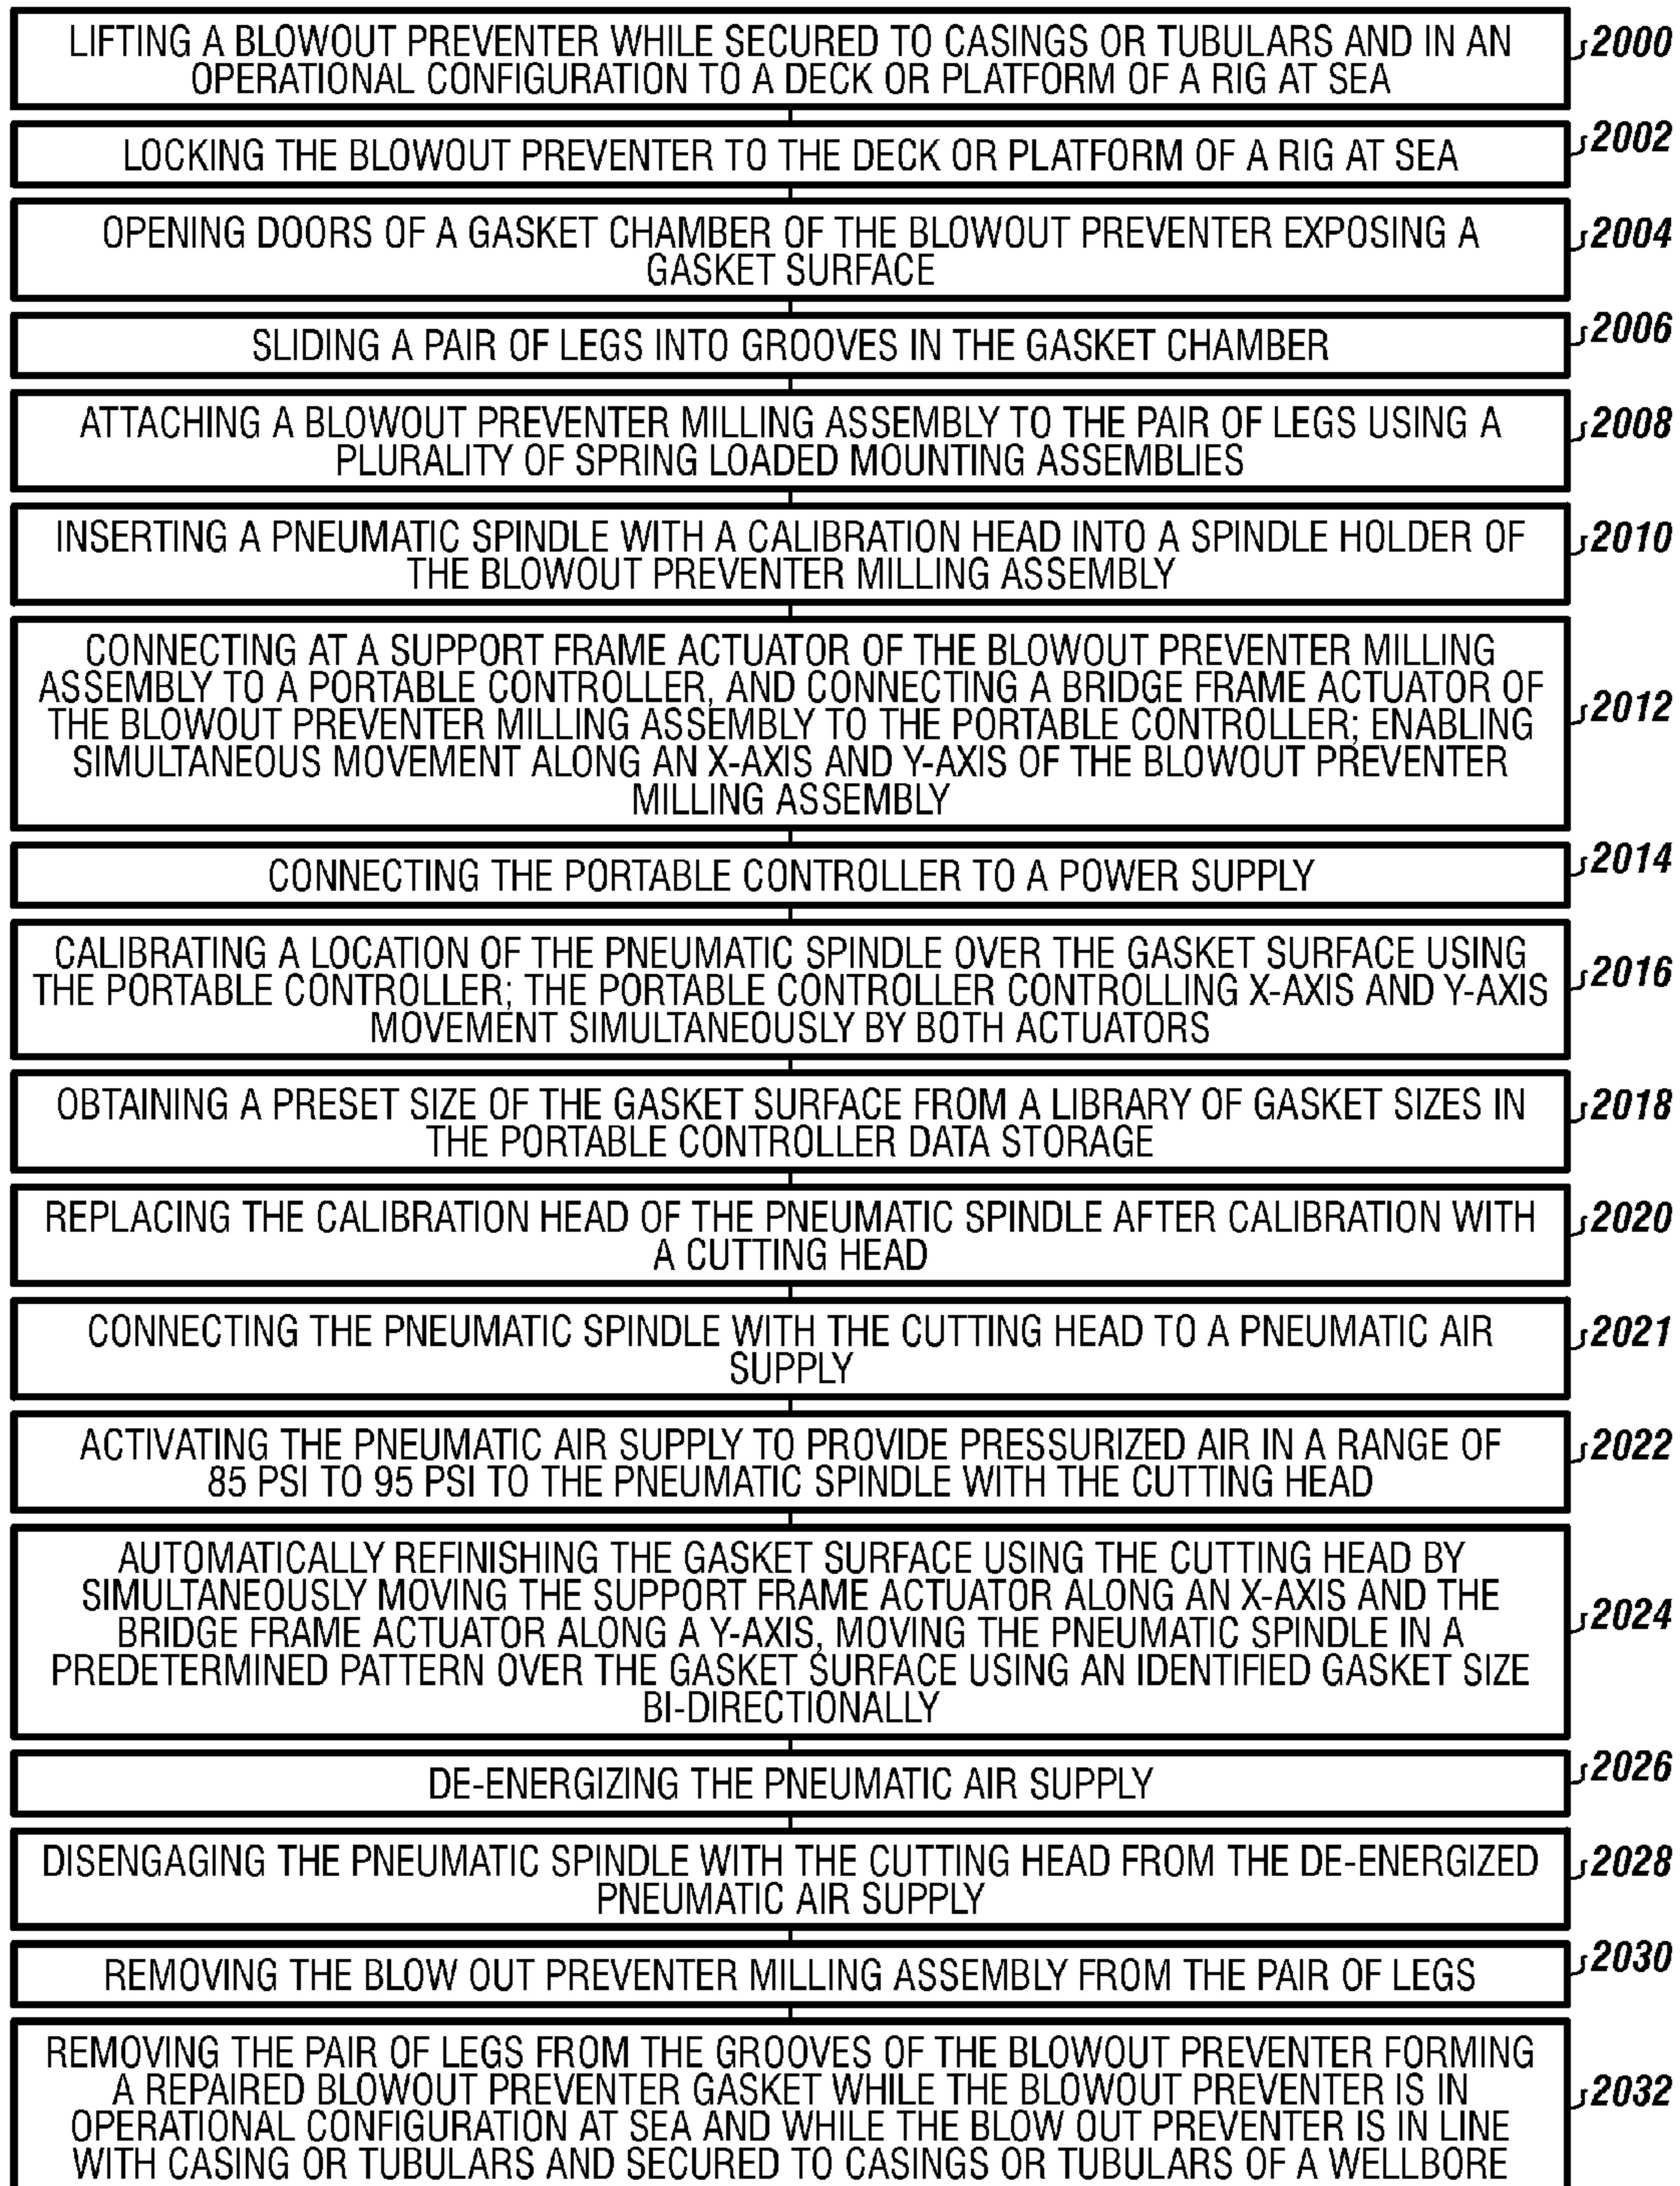 LIFTING A BLOWOUT PREVENTER WHILE SECURED TO CASINGS OR TUBULARS AND IN AN
OPERATIONAL CONFIGURATION TO A DECK OR PLATFORM OF A RIG AT SEA
2000
LOCKING THE BLOWOUT PREVENTER TO THE DECK OR PLATFORM OF A RIG AT SEA
2002
OPENING DOORS OF A GASKET CHAMBER OF THE BLOWOUT PREVENTER EXPOSING A
GASKET SURFACE
2004
SLIDING A PAIR OF LEGS INTO GROOVES IN THE GASKET CHAMBER
2006
ATTACHING A BLOWOUT PREVENTER MILLING ASSEMBLY TO THE PAIR OF LEGS USING A
PLURALITY OF SPRING LOADED MOUNTING ASSEMBLIES
2008
INSERTING A PNEUMATIC SPINDLE WITH A CALIBRATION HEAD INTO A SPINDLE HOLDER OF
THE BLOWOUT PREVENTER MILLING ASSEMBLY
2010
CONNECTING AT A SUPPORT FRAME ACTUATOR OF THE BLOWOUT PREVENTER MILLING
ASSEMBLY TO A PORTABLE CONTROLLER, AND CONNECTING A BRIDGE FRAME ACTUATOR OF
THE BLOWOUT PREVENTER MILLING ASSEMBLY TO THE PORTABLE CONTROLLER; ENABLING
SIMULTANEOUS MOVEMENT ALONG AN X-AXIS AND Y-AXIS OF THE BLOWOUT PREVENTER
MILLING ASSEMBLY
2012
CONNECTING THE PORTABLE CONTROLLER TO A POWER SUPPLY
2014
CALIBRATING A LOCATION OF THE PNEUMATIC SPINDLE OVER THE GASKET SURFACE USING
THE PORTABLE CONTROLLER; THE PORTABLE CONTROLLER CONTROLLING X-AXIS AND Y-AXIS
MOVEMENT SIMULTANEOUSLY BY BOTH ACTUATORS
2016
OBTAINING A PRESET SIZE OF THE GASKET SURFACE FROM A LIBRARY OF GASKET SIZES IN
THE PORTABLE CONTROLLER DATA STORAGE
2018
REPLACING THE CALIBRATION HEAD OF THE PNEUMATIC SPINDLE AFTER CALIBRATION WITH
A CUTTING HEAD
2020
CONNECTING THE PNEUMATIC SPINDLE WITH THE CUTTING HEAD TO A PNEUMATIC AIR
SUPPLY
2021
ACTIVATING THE PNEUMATIC AIR SUPPLY TO PROVIDE PRESSURIZED AIR IN A RANGE OF
85 PSI TO 95 PSI TO THE PNEUMATIC SPINDLE WITH THE CUTTING HEAD
2022
AUTOMATICALLY REFINISHING THE GASKET SURFACE USING THE CUTTING HEAD BY
SIMULTANEOUSLY MOVING THE SUPPORT FRAME ACTUATOR ALONG AN X-AXIS AND THE
BRIDGE FRAME ACTUATOR ALONG A Y-AXIS, MOVING THE PNEUMATIC SPINDLE IN A
PREDETERMINED PATTERN OVER THE GASKET SURFACE USING AN IDENTIFIED GASKET SIZE
BI-DIRECTIONALLY
2024
DE-ENERGIZING THE PNEUMATIC AIR SUPPLY
2026
DISENGAGING THE PNEUMATIC SPINDLE WITH THE CUTTING HEAD FROM THE DE-ENERGIZED
PNEUMATIC AIR SUPPLY
2028
REMOVING THE BLOW OUT PREVENTER MILLING ASSEMBLY FROM THE PAIR OF LEGS
2030
REMOVING THE PAIR OF LEGS FROM THE GROOVES OF THE BLOWOUT PREVENTER FORMING
A REPAIRED BLOWOUT PREVENTER GASKET WHILE THE BLOWOUT PREVENTER IS IN
OPERATIONAL CONFIGURATION AT SEA AND WHILE THE BLOW OUT PREVENTER IS IN LINE
WITH CASING OR TUBULARS AND SECURED TO CASINGS OR TUBULARS OF A WELLBORE
2032